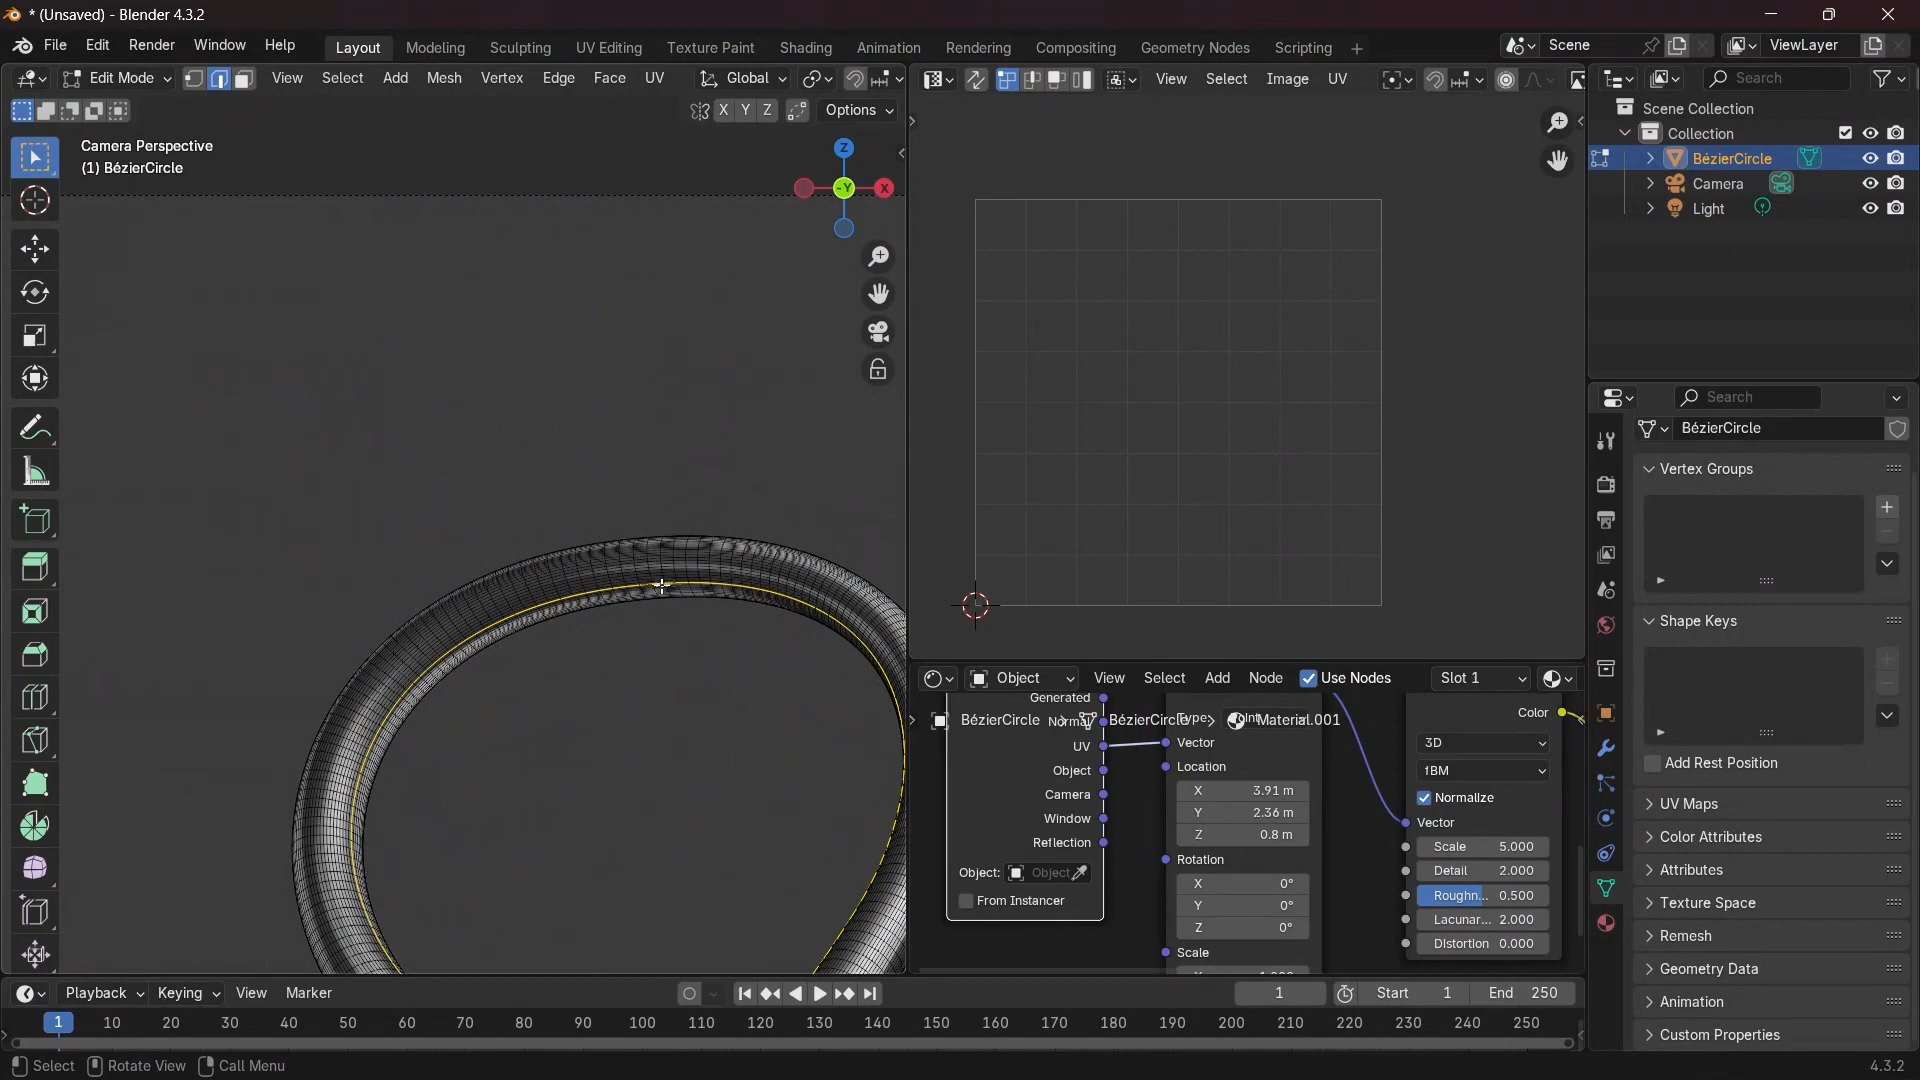 * (Unsaved) - Blender 4.3.2
File Edit Render Window Help
Layout Modeling Sculpting UV Editing Texture Paint Shading Animation Rendering Compositing Geometry Nodes Scripting +
Scene
ViewLayer
Edit Mode View Select Add Mesh Vertex Edge Face UV Global
X Y Z Options
Camera Perspective
(1) BézierCircle
Z
-Y
X
View Select Image UV
Search
Scene Collection
Collection
BézierCircle
Camera
Light
Search
BézierCircle
Vertex Groups
Shape Keys
Add Rest Position
UV Maps
Color Attributes
Attributes
Texture Space
Remesh
Geometry Data
Animation
Custom Properties
Object View Select Add Node Use Nodes Slot 1
BézierCircle > BézierCircle > Material.001
Generated
Normal
UV
Object
Camera
Window
Reflection
Object: Object
From Instancer
Type:
Vector
Location
X 3.91 m
Y 2.36 m
Z 0.8 m
Rotation
X 0°
Y 0°
Z 0°
Scale
Color
3D
fBM
Normalize
Vector
Scale 5.000
Detail 2.000
Roughn... 0.500
Lacunar... 2.000
Distortion 0.000
Playback Keying View Marker
1
Start 1
End 250
1 10 20 30 40 50 60 70 80 90 100 110 120 130 140 150 160 170 180 190 200 210 220 230 240 250
Select Rotate View Call Menu
4.3.2